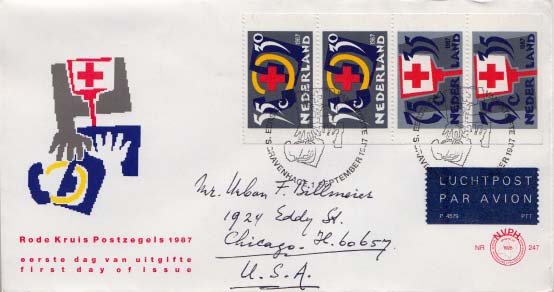 55 + 30 c
1987
NEDERLAND
55 + 30 c
1987
NEDERLAND
75 + 35 c
1987
NEDERLAND
75 + 35 c
1987
NEDERLAND
'S-GRAVENHAGE SEPTEMBER 1987
Mr. Urban F. Billmeier
1924 Eddy St.
Chicago. Il. 60657.
U.S.A.
LUCHTPOST
PAR AVION
P 4579 PTT
Rode Kruis Postzegels 1987
eerste dag van uitgifte
first day of issue
NR NVPH 247